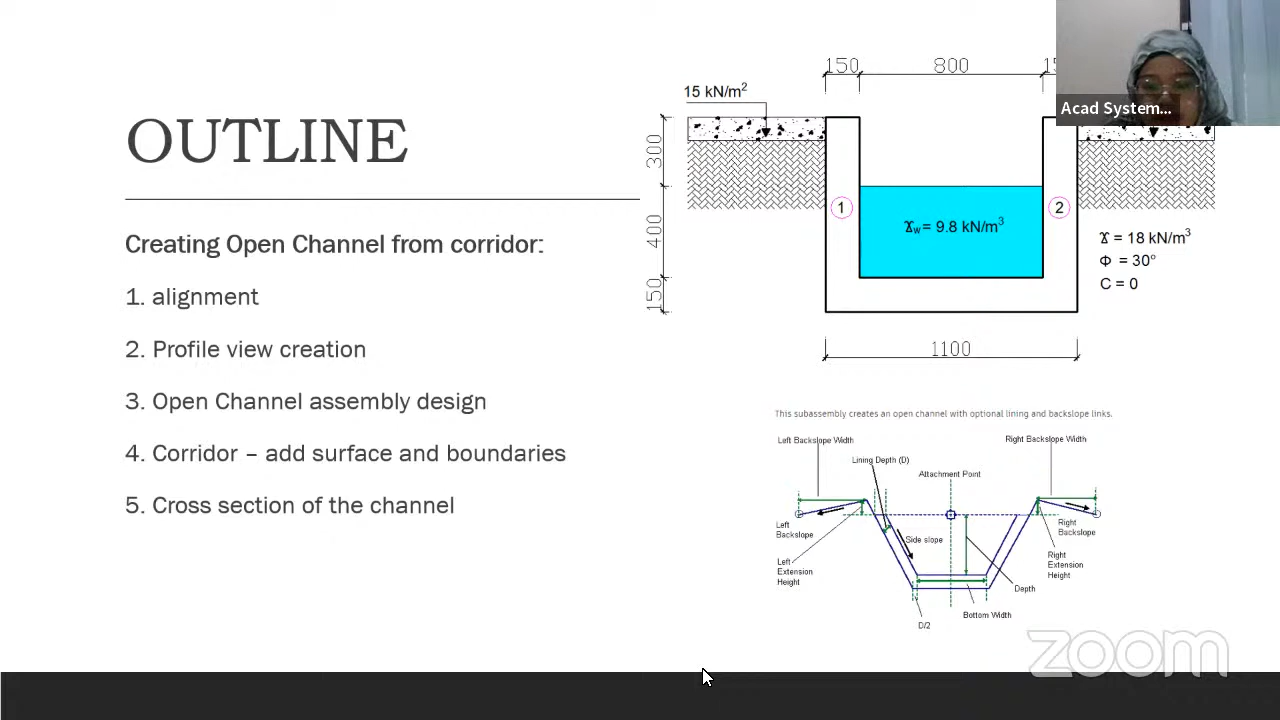 OUTLINE
Creating Open Channel from corridor:
1. alignment
2. Profile view creation
3. Open Channel assembly design
4. Corridor – add surface and boundaries
5. Cross section of the channel
150
800
15 kN/m²
300
400
150
1
2
ϒw = 9.8 kN/m³
ϒ = 18 kN/m³
Φ = 30°
C = 0
1100
Acad System...
This subassembly creates an open channel with optional lining and backslope links.
Left Backslope Width
Right Backslope Width
Lining Depth (D)
Attachment Point
Left
Backslope
Side slope
Right
Backslope
Left
Extension
Height
Right
Extension
Height
Depth
Bottom Width
D/2
zoom